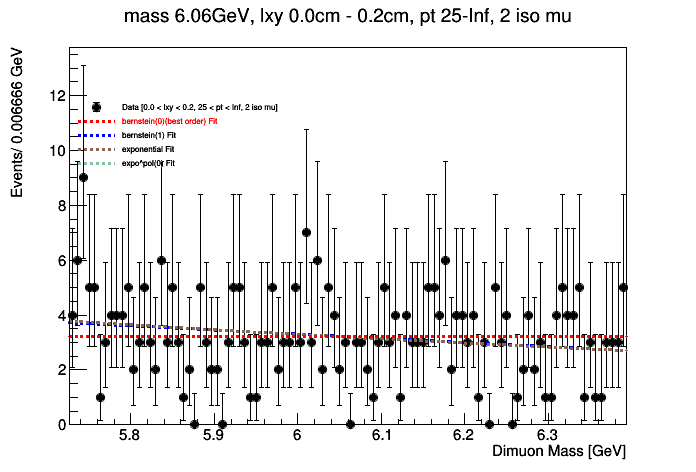 mass 6.06GeV, lxy 0.0cm - 0.2cm, pt 25-Inf, 2 iso mu
Events/ 0.006666 GeV
12
10
8
6
4
2
0
Data [0.0 < lxy < 0.2, 25 < pt < Inf, 2 iso mu]
bernstein(0)(best order) Fit
bernstein(1) Fit
exponential Fit
expo^pol(0) Fit
5.8 5.9 6 6.1 6.2 6.3
Dimuon Mass [GeV]